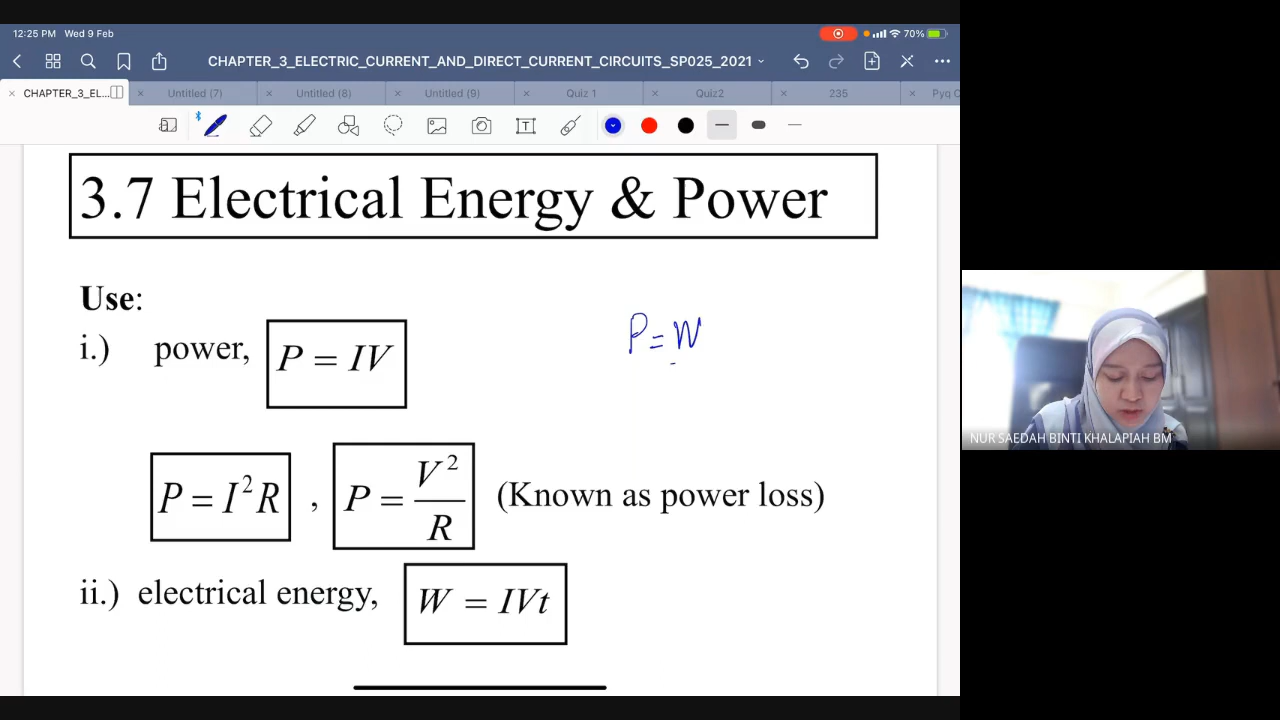 12:25 PM Wed 9 Feb
70%
CHAPTER_3_ELECTRIC_CURRENT_AND_DIRECT_CURRENT_CIRCUITS_SP025_2021
CHAPTER_3_EL... Untitled (7) Untitled (8) Untitled (9) Quiz 1 Quiz2 235 Pyq C
T
3.7 Electrical Energy & Power
Use:
i.) power, P = IV
P = W
P = I²R , P = V²/R (Known as power loss)
ii.) electrical energy, W = IVt
NUR SAEDAH BINTI KHALAPIAH BM